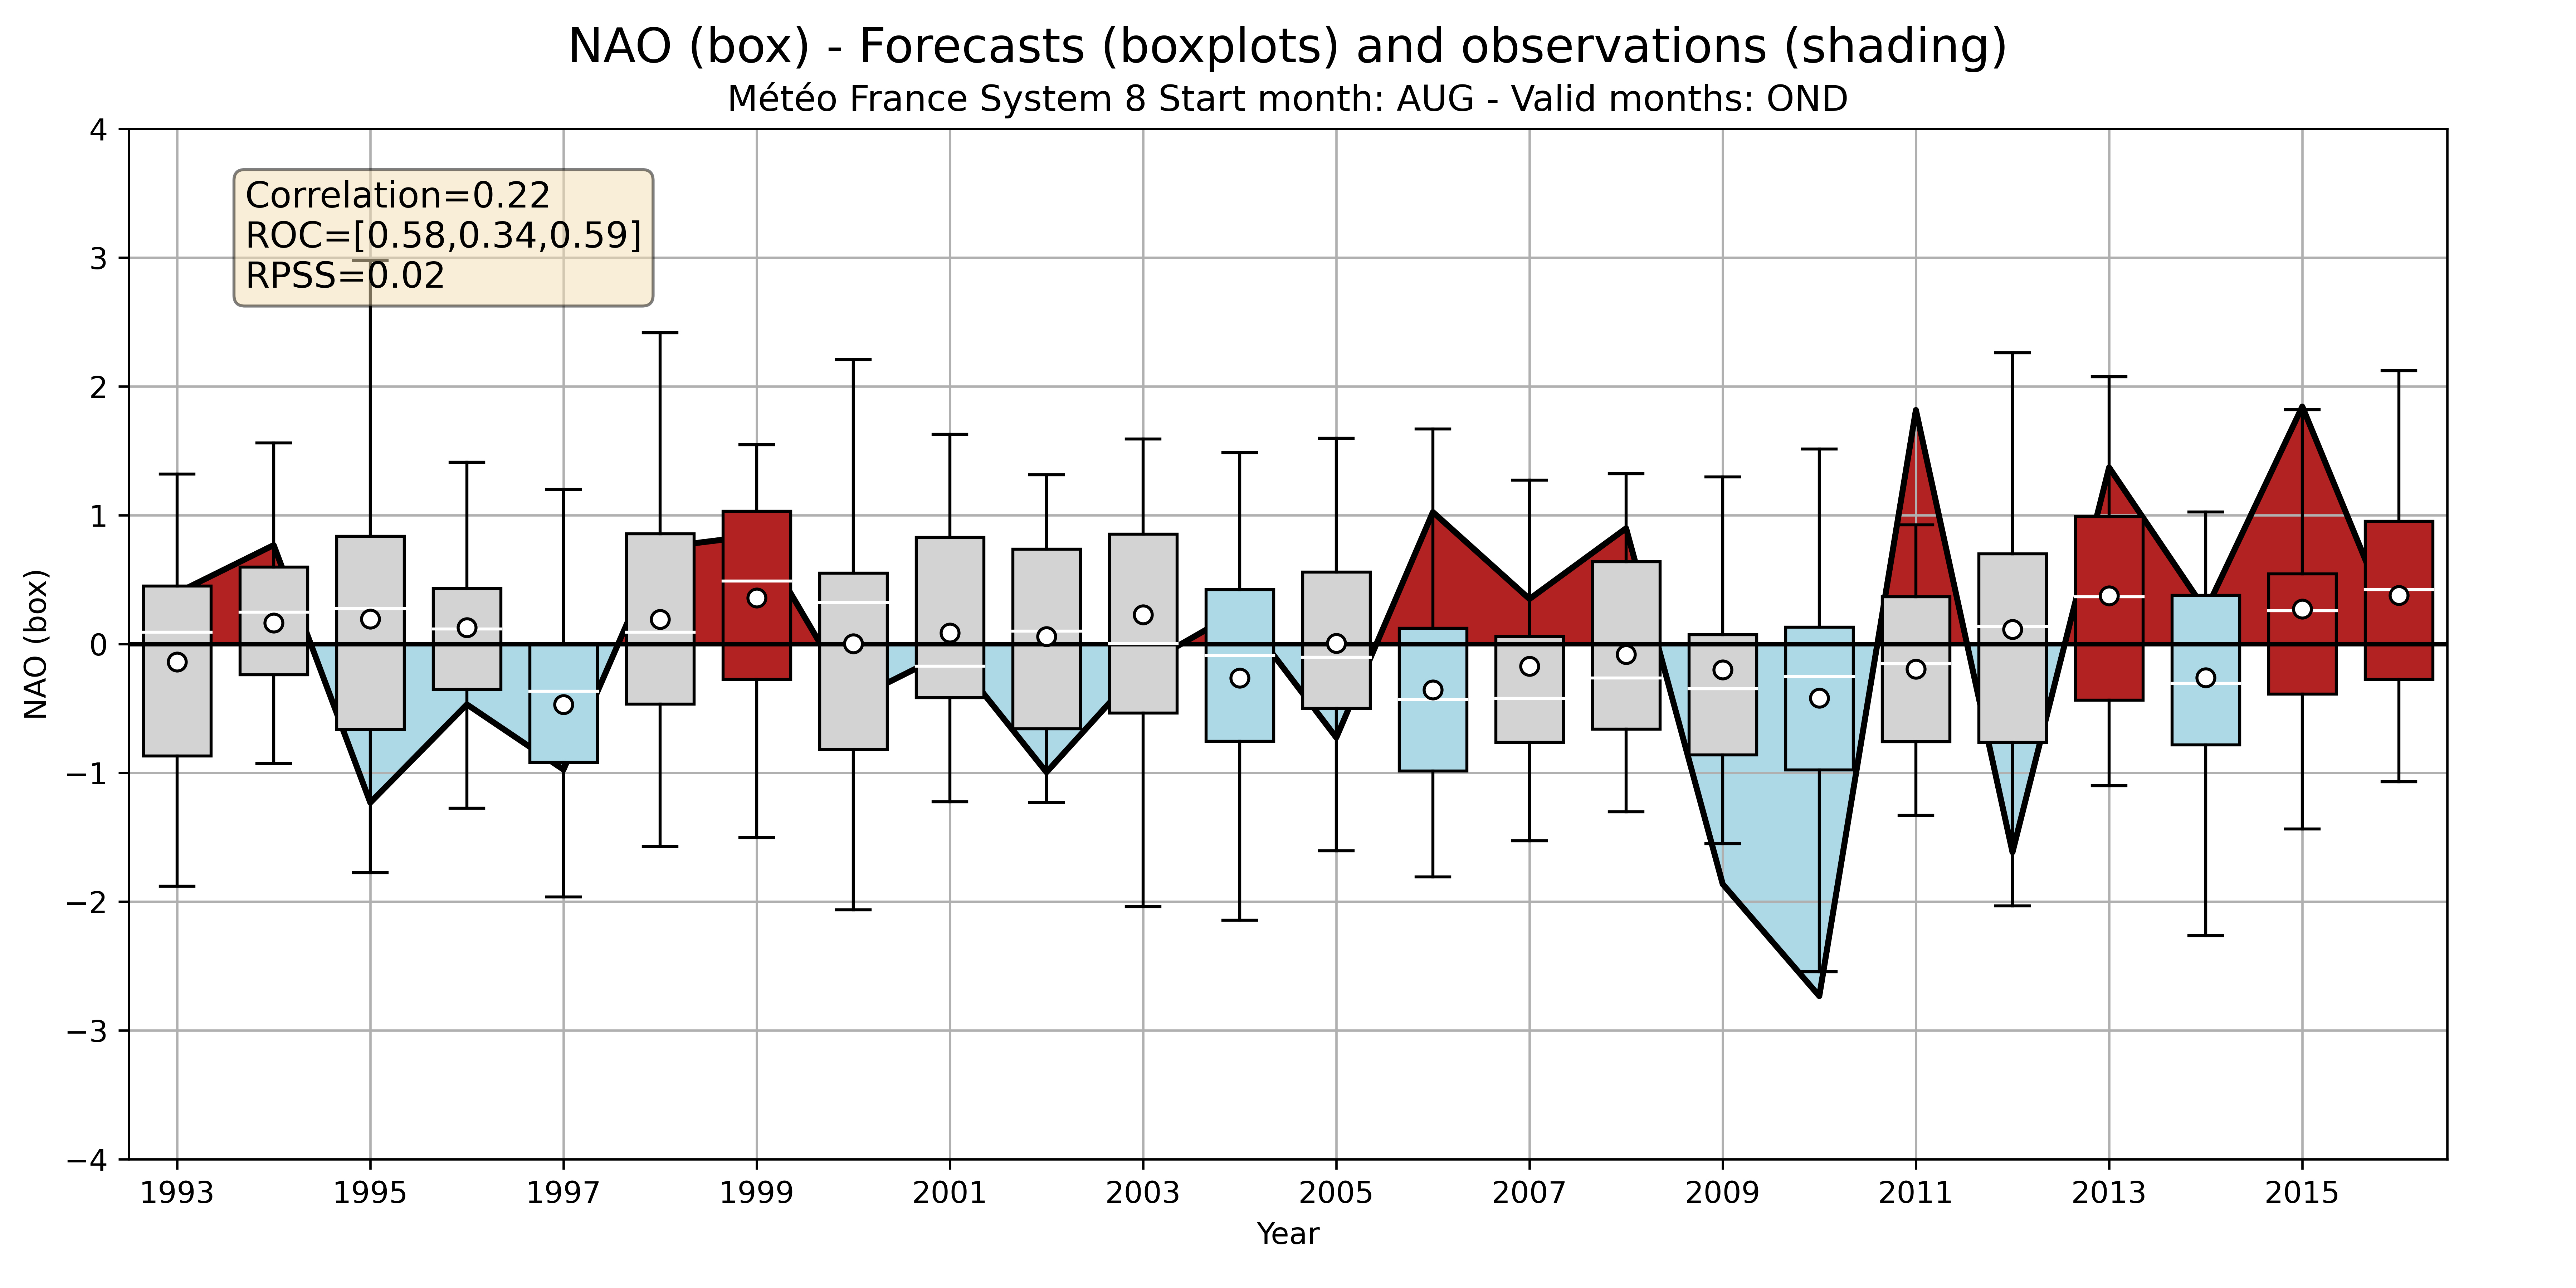 NAO (box) - Forecasts (boxplots) and observations (shading)
Météo France System 8 Start month: AUG - Valid months: OND
Correlation=0.22
ROC=[0.58,0.34,0.59]
RPSS=0.02
NAO (box)
4
3
2
1
0
−1
−2
−3
−4
1993 1995 1997 1999 2001 2003 2005 2007 2009 2011 2013 2015
Year